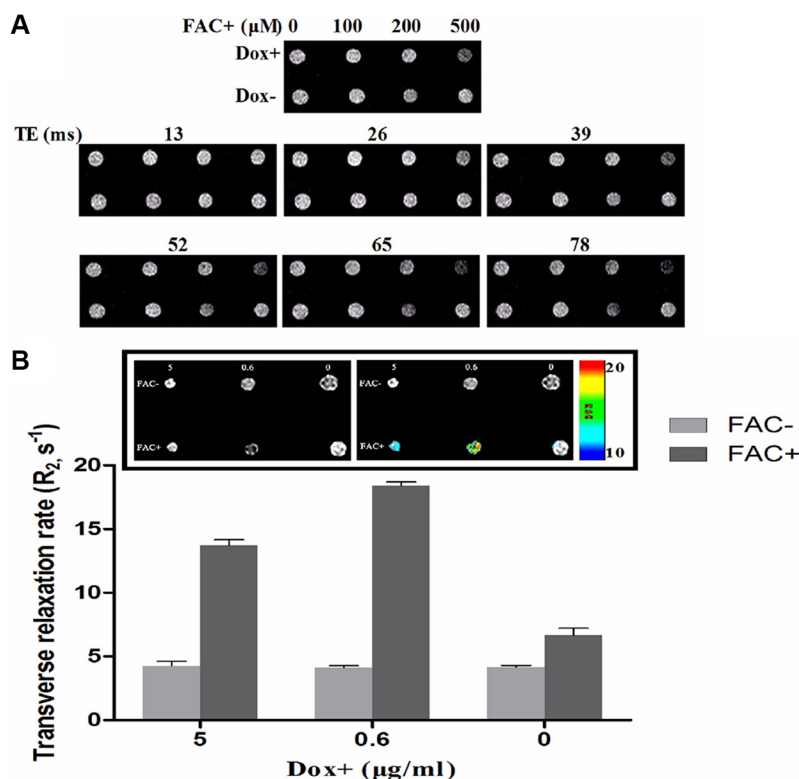 A
FAC+ (μM) 0 100 200 500
Dox+
Dox-
TE (ms) 13 26 39
52 65 78
B
5 0.6 0 5 0.6 0
FAC- FAC- 20
FAC+ FAC+ 10
FAC-
FAC+
Transverse relaxation rate (R2, s-1)
20
15
10
5
0
5 0.6 0
Dox+ (μg/ml)